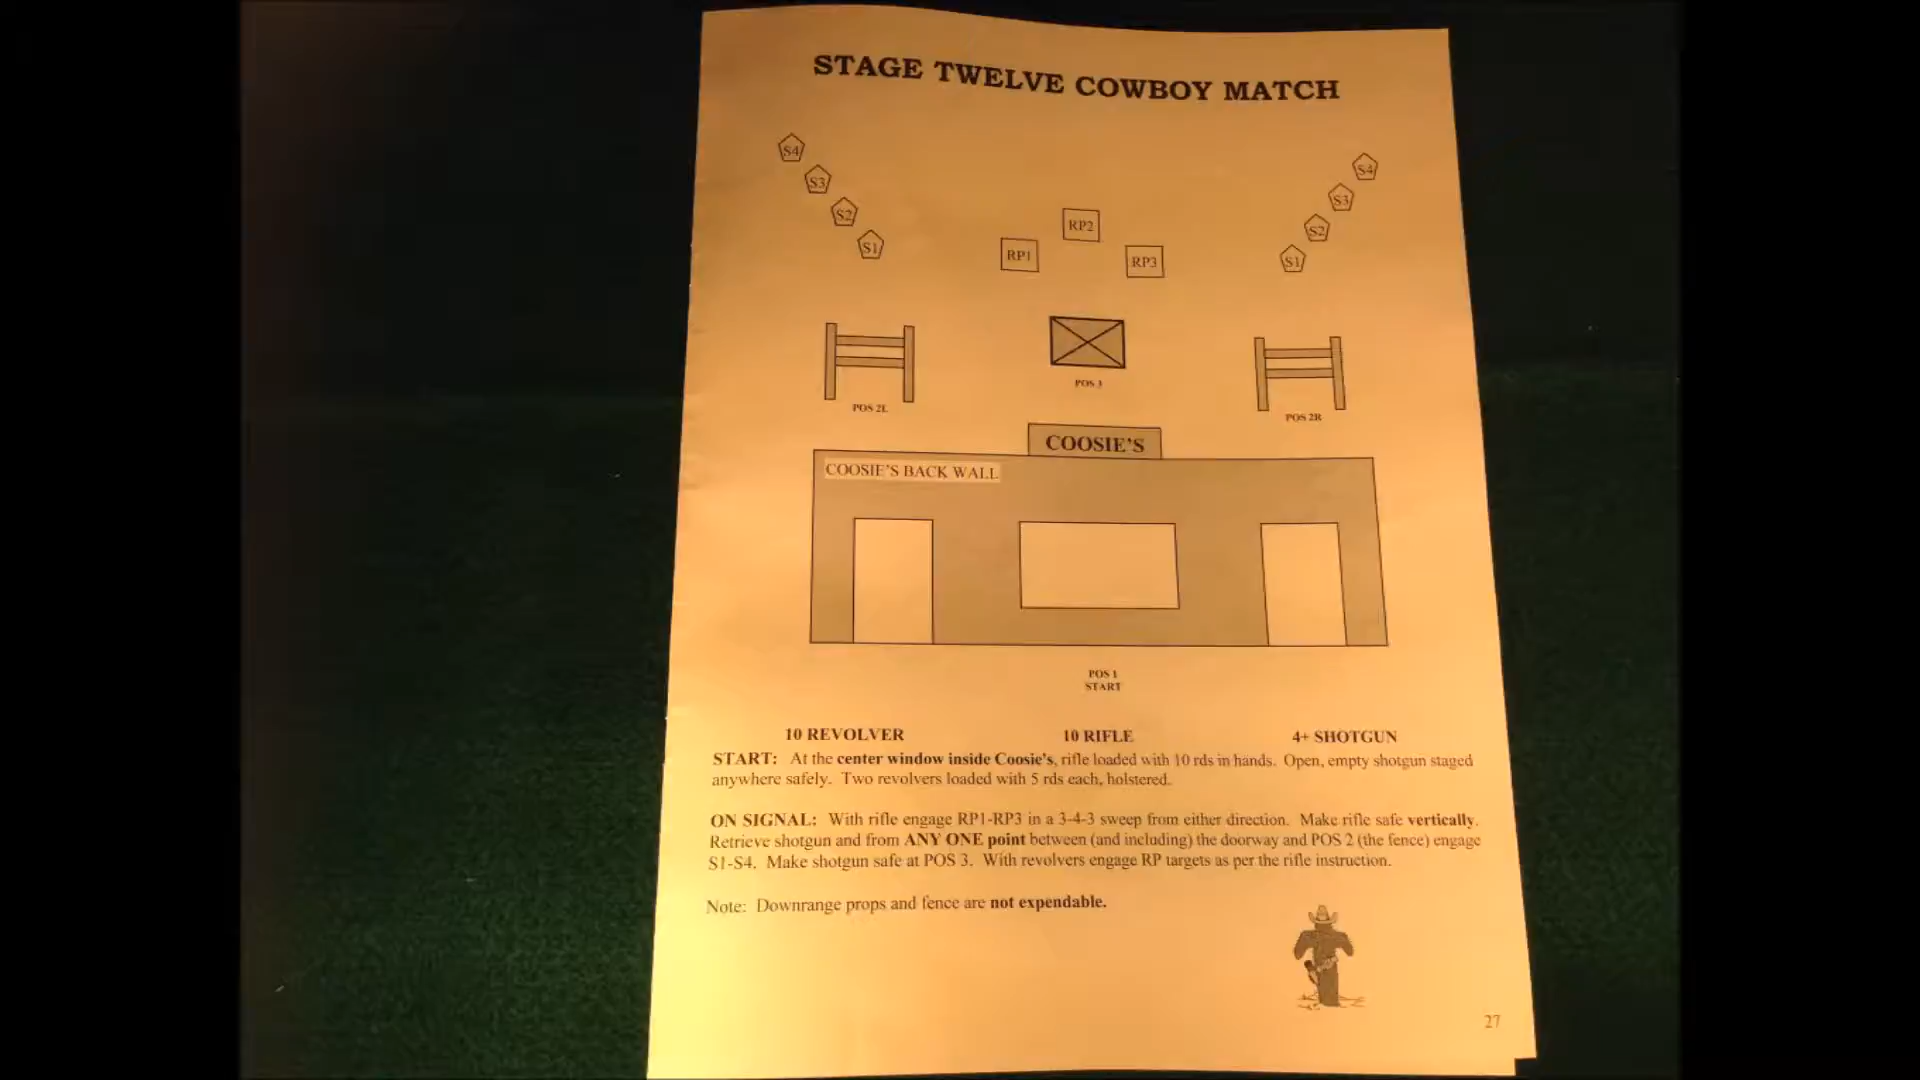 STAGE TWELVE COWBOY MATCH
S4
S4
S3
S3
S2
S2
S1
S1
RP2
RP1
RP3
POS 3
POS 2L
POS 2R
COOSIE'S
COOSIE'S BACK WALL
POS 1
START
10 REVOLVER 10 RIFLE 4+ SHOTGUN
START: At the center window inside Coosie's, rifle loaded with 10 rds in hands. Open, empty shotgun staged
anywhere safely. Two revolvers loaded with 5 rds each, holstered.
ON SIGNAL: With rifle engage RP1-RP3 in a 3-4-3 sweep from either direction. Make rifle safe vertically.
Retrieve shotgun and from ANY ONE point between (and including) the doorway and POS 2 (the fence) engage
S1-S4. Make shotgun safe at POS 3. With revolvers engage RP targets as per the rifle instruction.
Note: Downrange props and fence are not expendable.
27